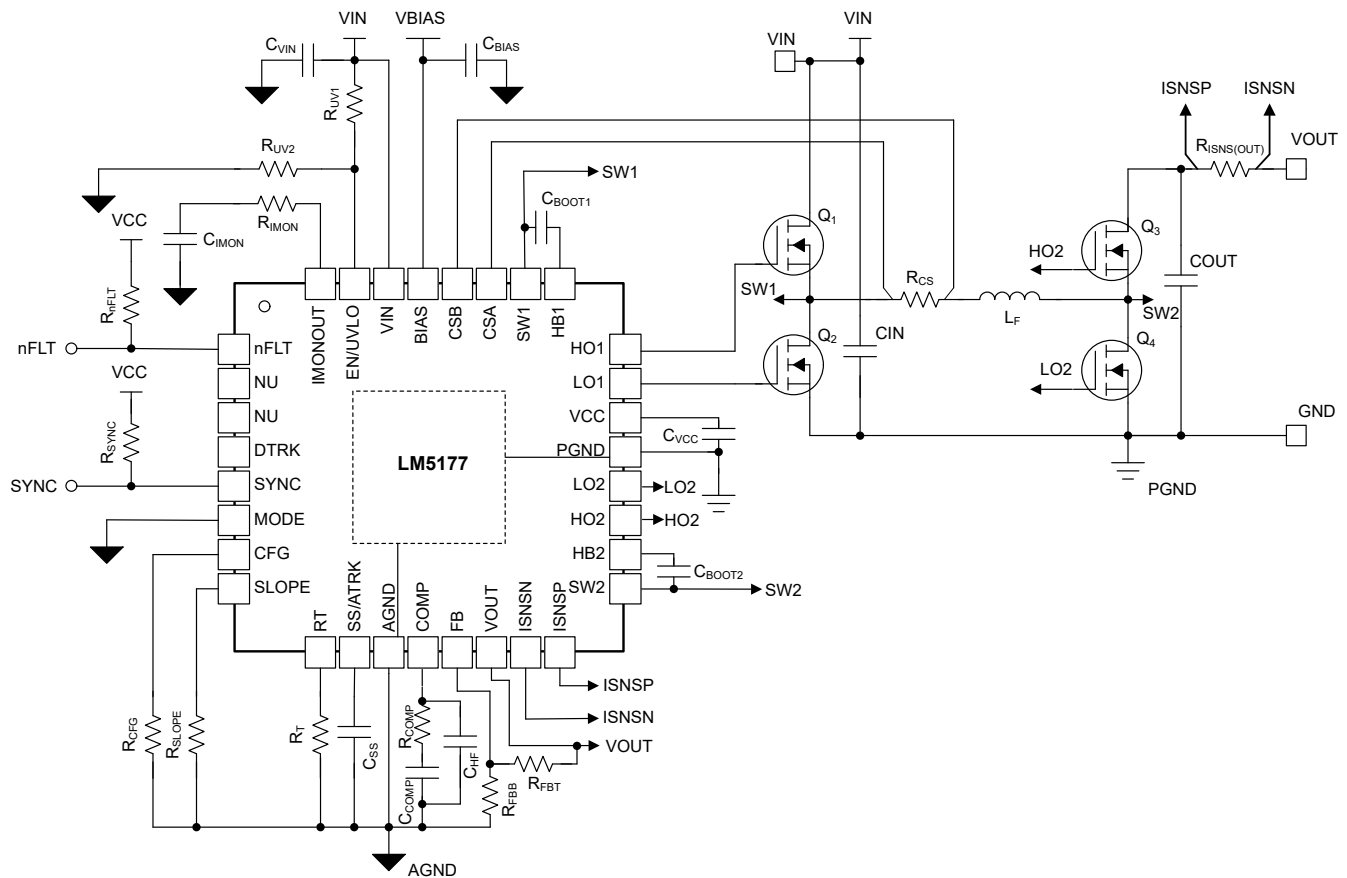 VIN
VBIAS
VIN
VIN
CVIN
CBIAS
RUV1
ISNSP
ISNSN
RISNS(OUT)
VOUT
RUV2
SW1
CBOOT1
VCC
RIMON
CIMON
RnFLT
Q1
Q3
HO2
COUT
RCS
SW1
LF
SW2
IMONOUT
EN/UVLO
VIN
BIAS
CSB
CSA
SW1
HB1
nFLT
nFLT
HO1
Q2
CIN
Q4
VCC
NU
LO1
LO2
NU
VCC
CVCC
GND
RSYNC
DTRK
LM5177
PGND
SYNC
SYNC
LO2
LO2
PGND
MODE
HO2
HO2
CFG
HB2
CBOOT2
SLOPE
SW2
SW2
RT
SS/ATRK
AGND
COMP
FB
VOUT
ISNSN
ISNSP
ISNSP
ISNSN
RCFG
RSLOPE
RT
CSS
RCOMP
CHF
VOUT
RFBT
CCOMP
RFBB
AGND